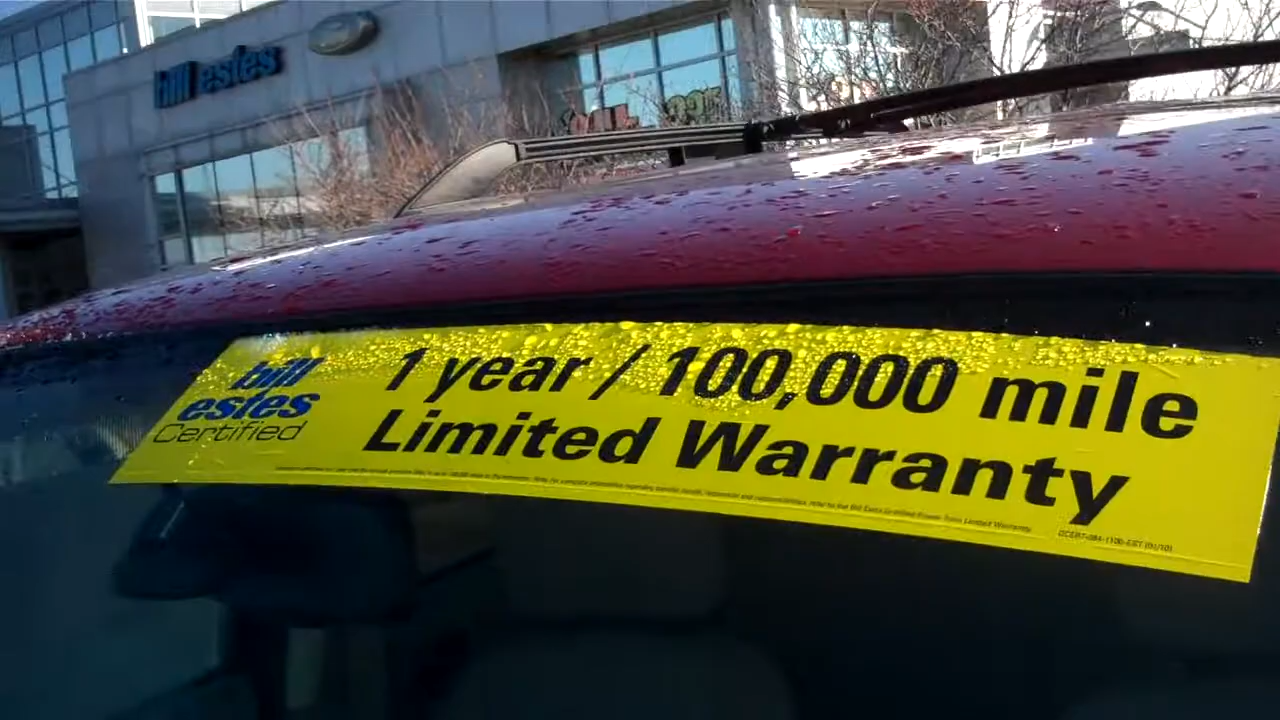 bill estes
bill
estes
Certified
1 year / 100,000 mile
Limited Warranty